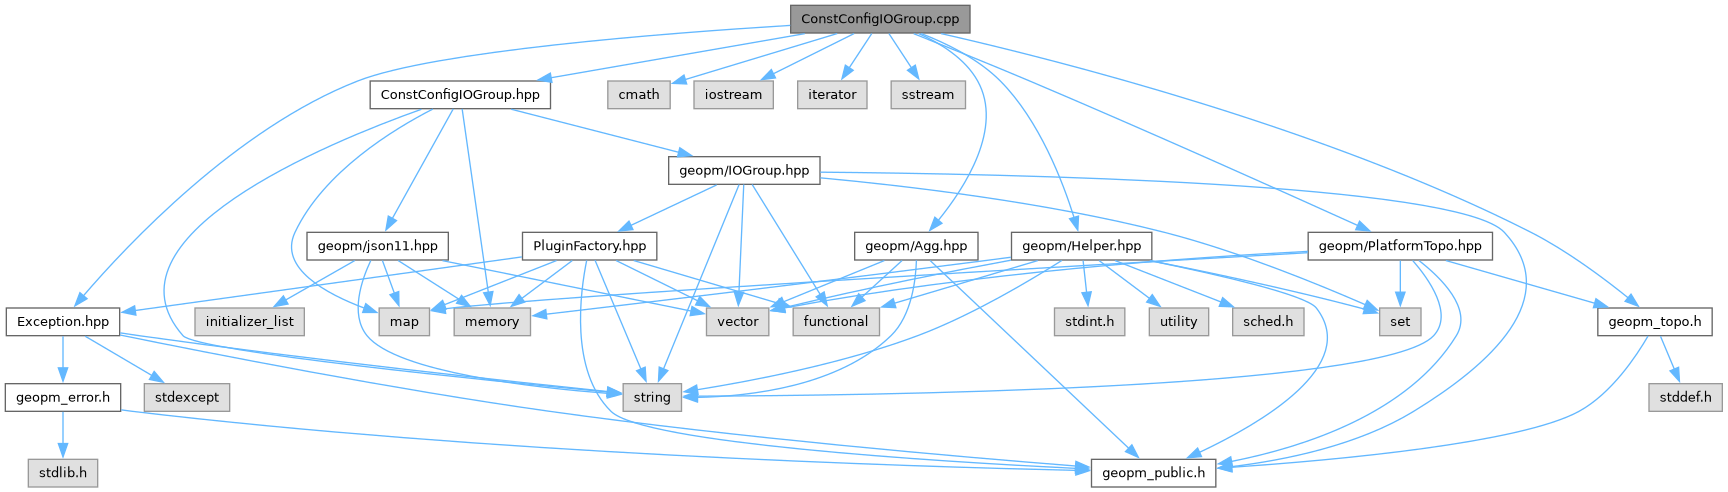 ConstConfigIOGroup.cpp
ConstConfigIOGroup.hpp
cmath
iostream
iterator
sstream
geopm/IOGroup.hpp
geopm/json11.hpp
PluginFactory.hpp
geopm/Agg.hpp
geopm/Helper.hpp
geopm/PlatformTopo.hpp
Exception.hpp
initializer_list
map
memory
vector
functional
stdint.h
utility
sched.h
set
geopm_topo.h
geopm_error.h
stdexcept
string
stddef.h
stdlib.h
geopm_public.h